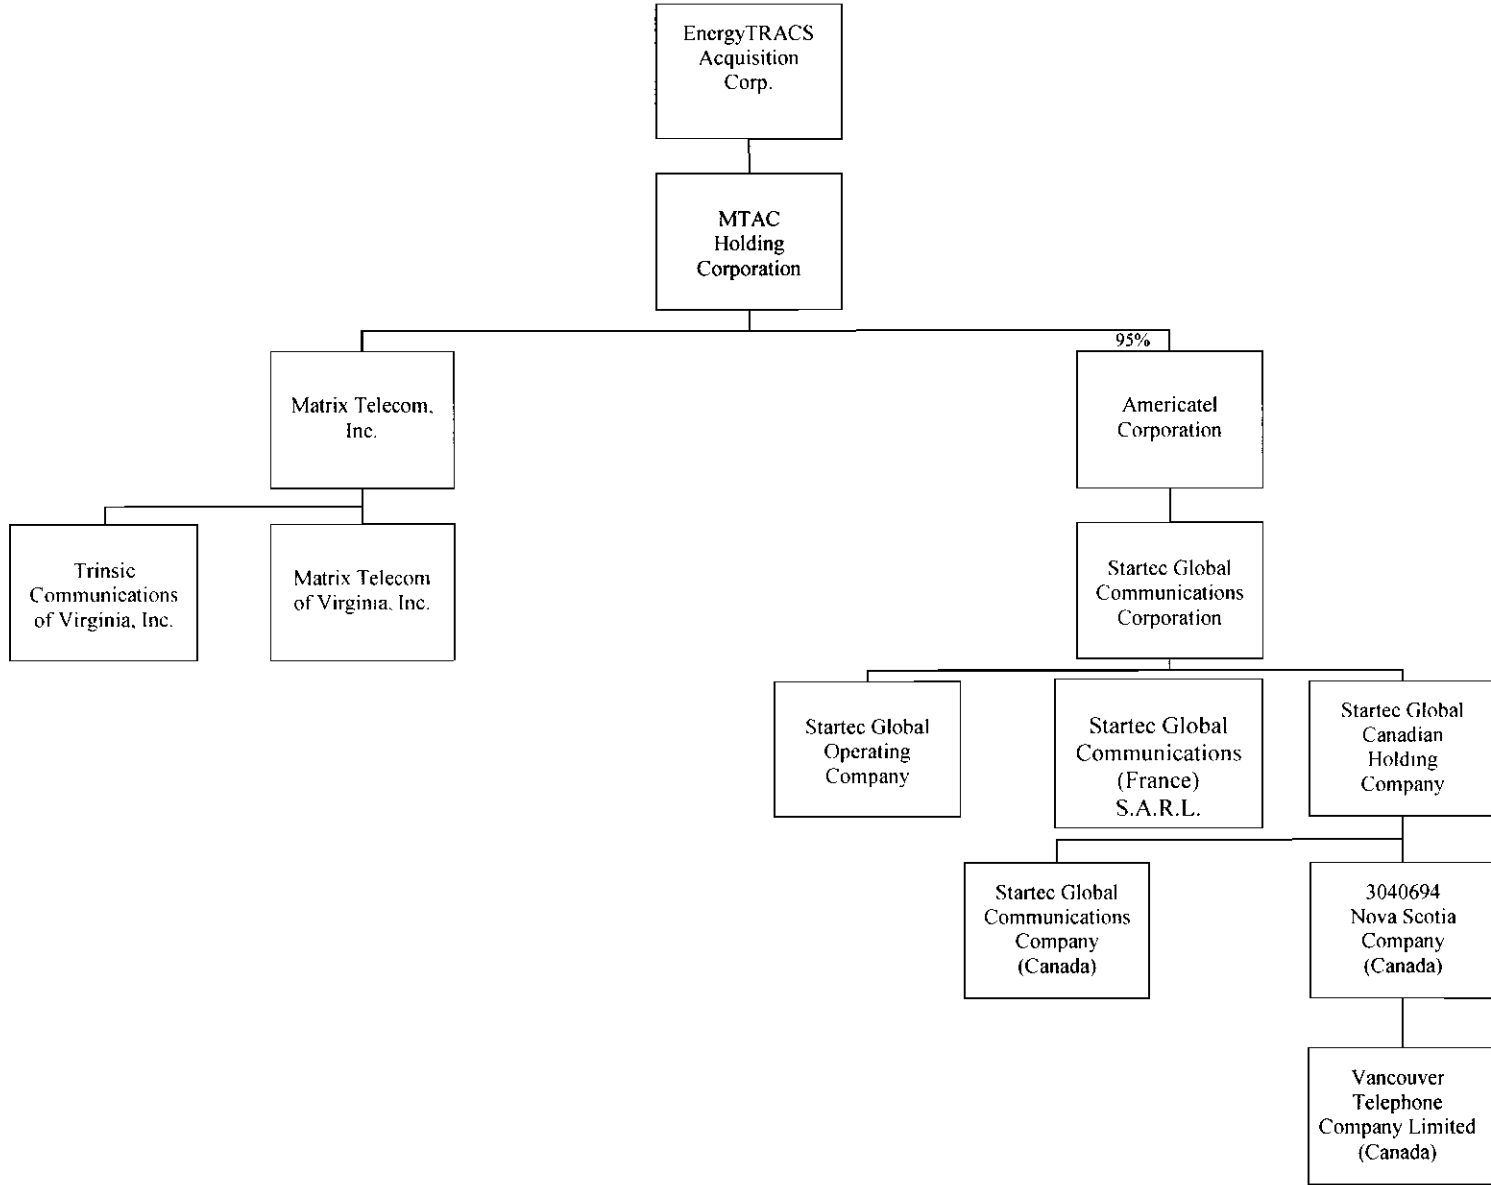 EnergyTRACS
Acquisition
Corp.
MTAC
Holding
Corporation
95%
Matrix Telecom,
Inc.
Americatel
Corporation
Trinsic
Communications
of Virginia, Inc.
Matrix Telecom
of Virginia, Inc.
Startec Global
Communications
Corporation
Startec Global
Operating
Company
Startec Global
Communications
(France)
S.A.R.L.
Startec Global
Canadian
Holding
Company
Startec Global
Communications
Company
(Canada)
3040694
Nova Scotia
Company
(Canada)
Vancouver
Telephone
Company Limited
(Canada)